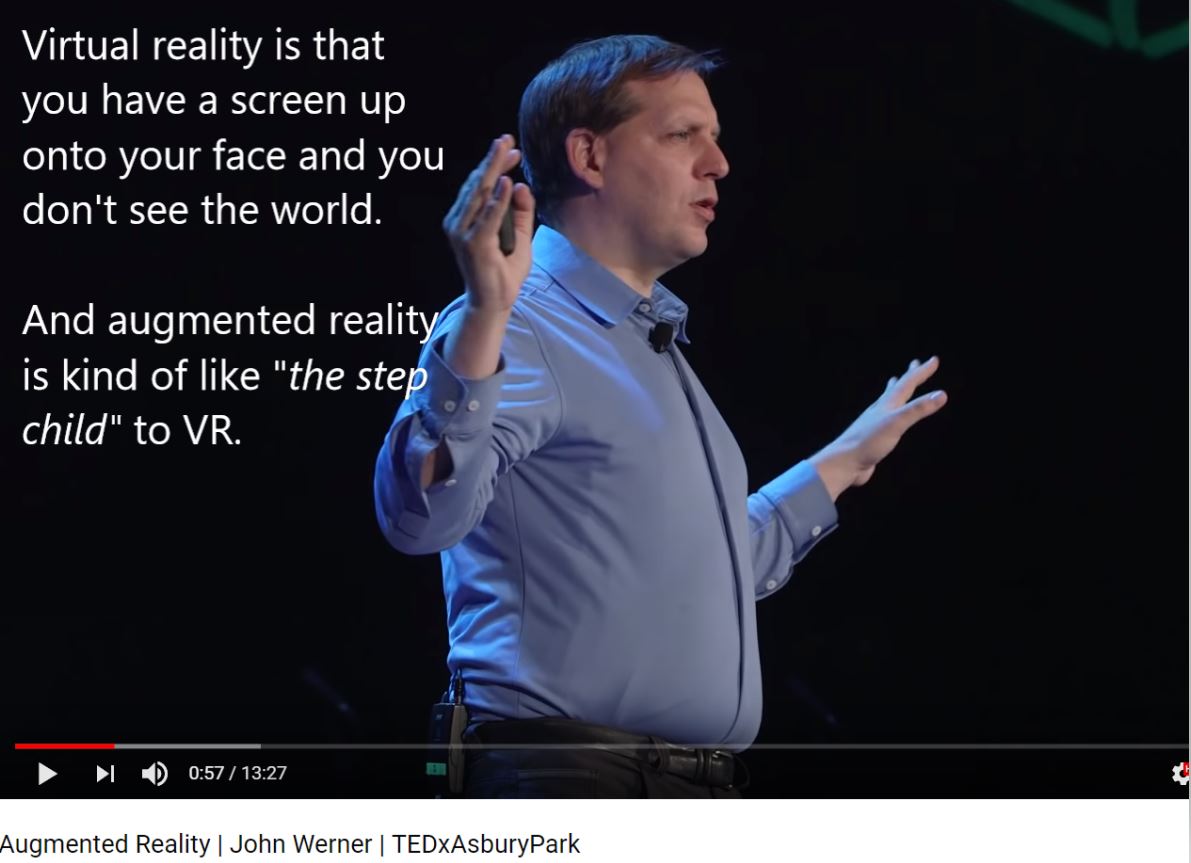 Virtual reality is that
you have a screen up
onto your face and you
don't see the world.
And augmented reality
is kind of like "the step
child" to VR.
0:57 / 13:27
Augmented Reality | John Werner | TEDxAsburyPark